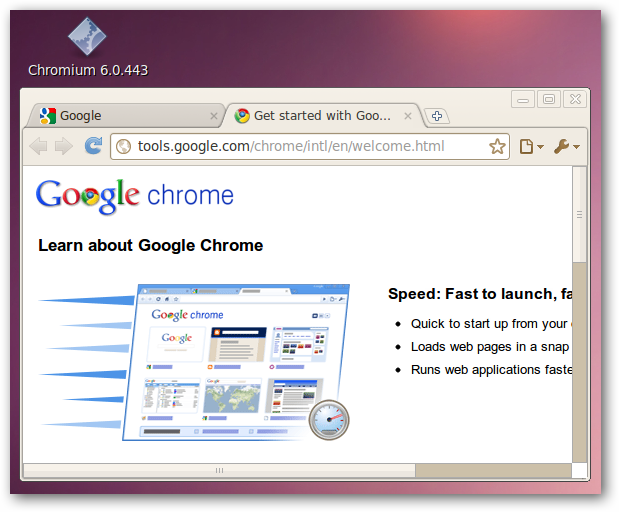 Chromium 6.0.443
Google
Get started with Goo...
tools.google.com/chrome/intl/en/welcome.html
Google chrome
Learn about Google Chrome
Google chrome
Google
Speed: Fast to launch, fa
Quick to start up from your
Loads web pages in a snap
Runs web applications faste